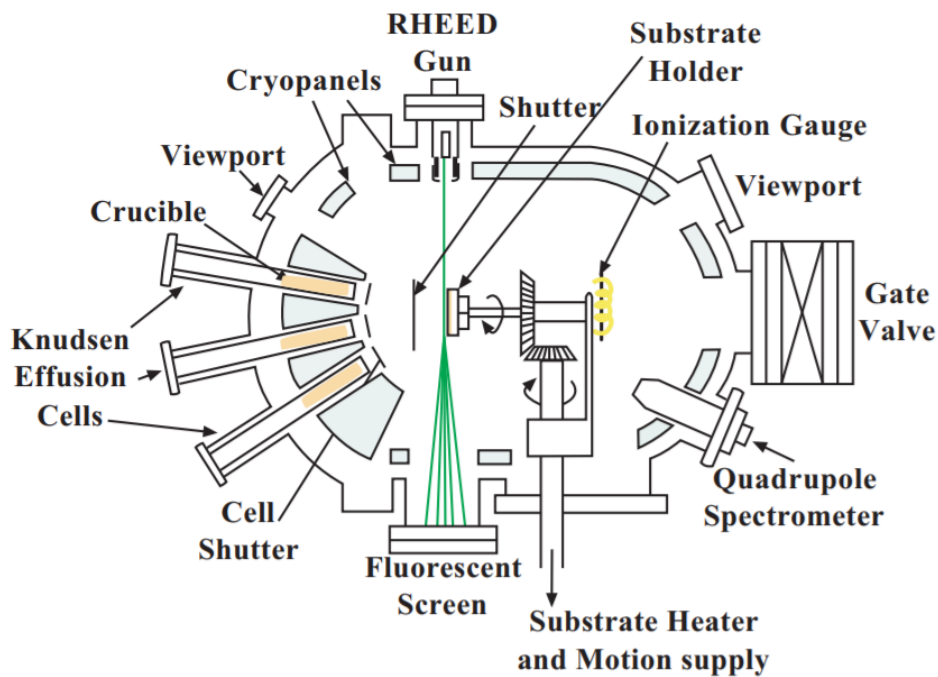 RHEED
Gun
Substrate
Holder
Cryopanels
Shutter
Ionization Gauge
Viewport
Viewport
Crucible
Gate
Valve
Knudsen
Effusion
Cells
Quadrupole
Spectrometer
Cell
Shutter
Fluorescent
Screen
Substrate Heater
and Motion supply